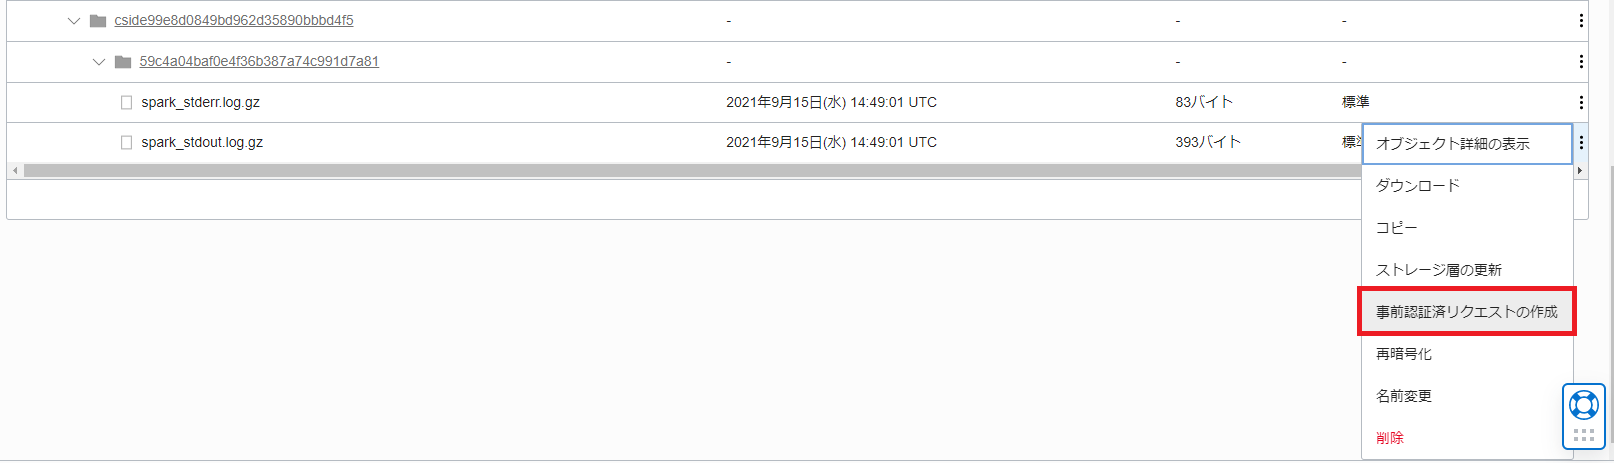 cside99e8d0849bd962d35890bbbd4f5 - - -
59c4a04baf0e4f36b387a74c991d7a81 - - -
spark_stderr.log.gz 2021年9月15日(水) 14:49:01 UTC 83バイト 標準
spark_stdout.log.gz 2021年9月15日(水) 14:49:01 UTC 393バイト 標準
オブジェクト詳細の表示
ダウンロード
コピー
ストレージ層の更新
事前認証済リクエストの作成
再暗号化
名前変更
削除